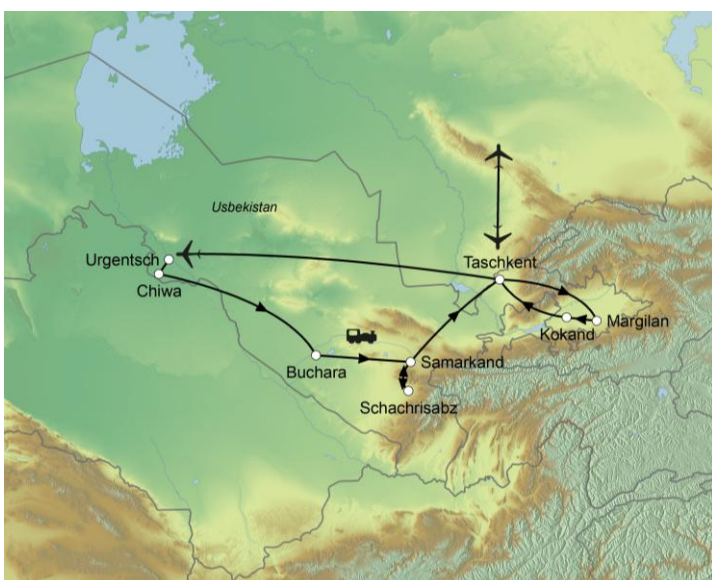 Usbekistan
Urgentsch
Taschkent
Chiwa
Margilan
Kokand
Buchara
Samarkand
Schachrisabz